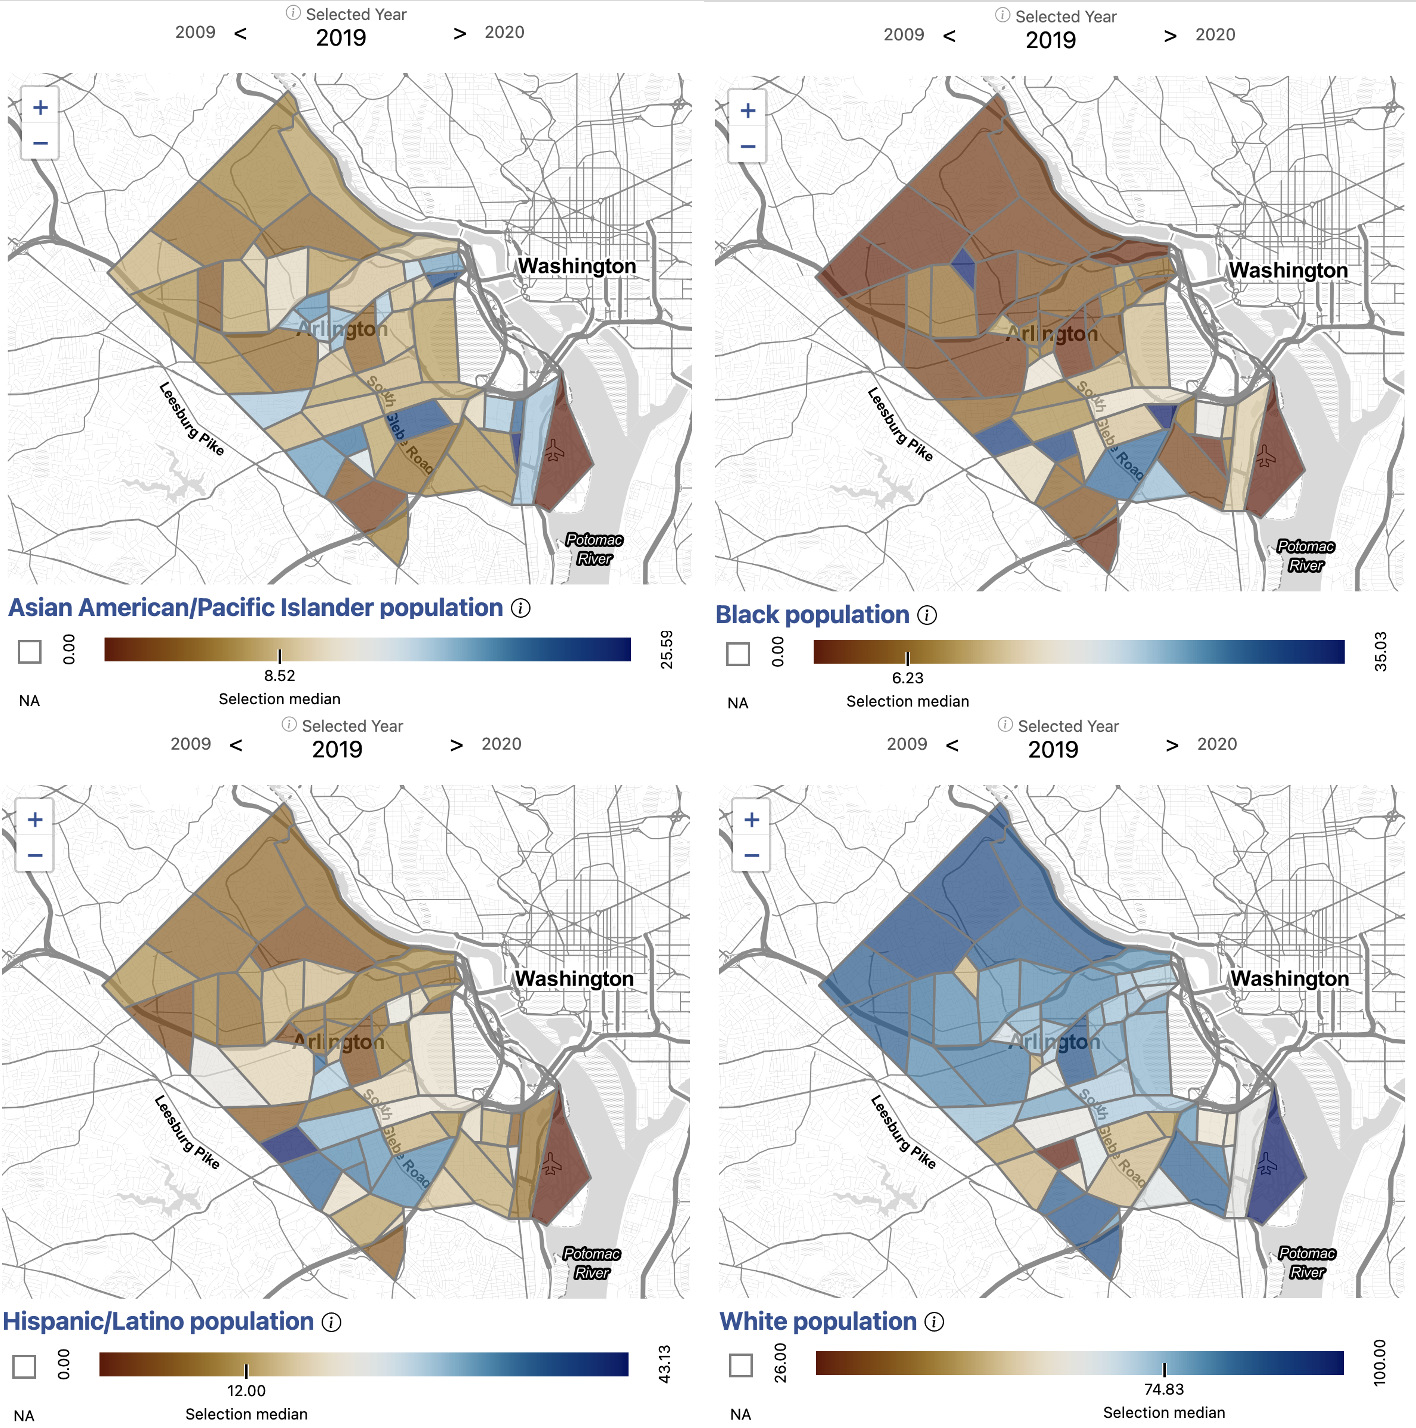 ⓘ Selected Year
2009 < 2019 > 2020
+
−
Washington
Arlington
South Glebe Road
Leesburg Pike
Potomac
River
Asian American/Pacific Islander population ⓘ
0.00
25.59
8.52
NA
Selection median
ⓘ Selected Year
2009 < 2019 > 2020
+
−
Washington
Arlington
South Glebe Road
Leesburg Pike
Potomac
River
Black population ⓘ
0.00
35.03
6.23
NA
Selection median
ⓘ Selected Year
2009 < 2019 > 2020
+
−
Washington
Arlington
South Glebe Road
Leesburg Pike
Potomac
River
Hispanic/Latino population ⓘ
0.00
43.13
12.00
NA
Selection median
ⓘ Selected Year
2009 < 2019 > 2020
+
−
Washington
Arlington
South Glebe Road
Leesburg Pike
Potomac
River
White population ⓘ
26.00
100.00
74.83
NA
Selection median